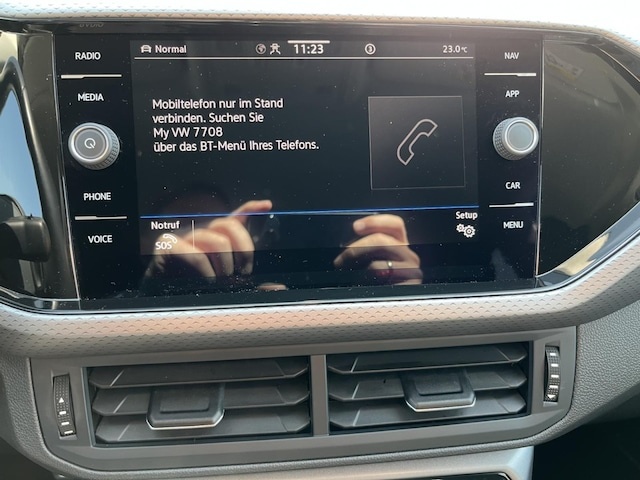 RADIO
MEDIA
PHONE
VOICE
Normal
11:23
3
23.0°C
Mobiltelefon nur im Stand
verbinden. Suchen Sie
My VW 7708
über das BT-Menü Ihres Telefons.
Notruf
SOS
Setup
NAV
APP
CAR
MENU